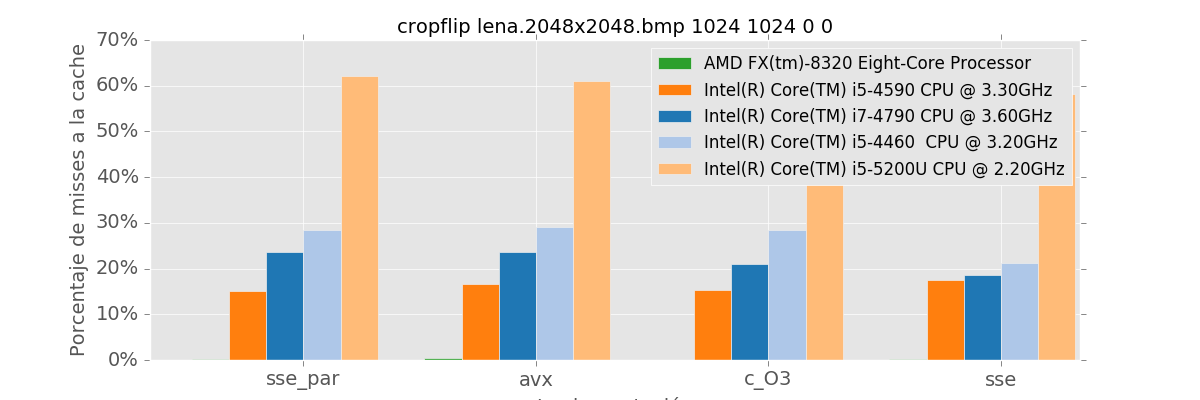 cropflip lena.2048x2048.bmp 1024 1024 0 0
Porcentaje de misses a la cache
70%
60%
50%
40%
30%
20%
10%
0%
AMD FX(tm)-8320 Eight-Core Processor
Intel(R) Core(TM) i5-4590 CPU @ 3.30GHz
Intel(R) Core(TM) i7-4790 CPU @ 3.60GHz
Intel(R) Core(TM) i5-4460  CPU @ 3.20GHz
Intel(R) Core(TM) i5-5200U CPU @ 2.20GHz
sse_par
avx
c_O3
sse